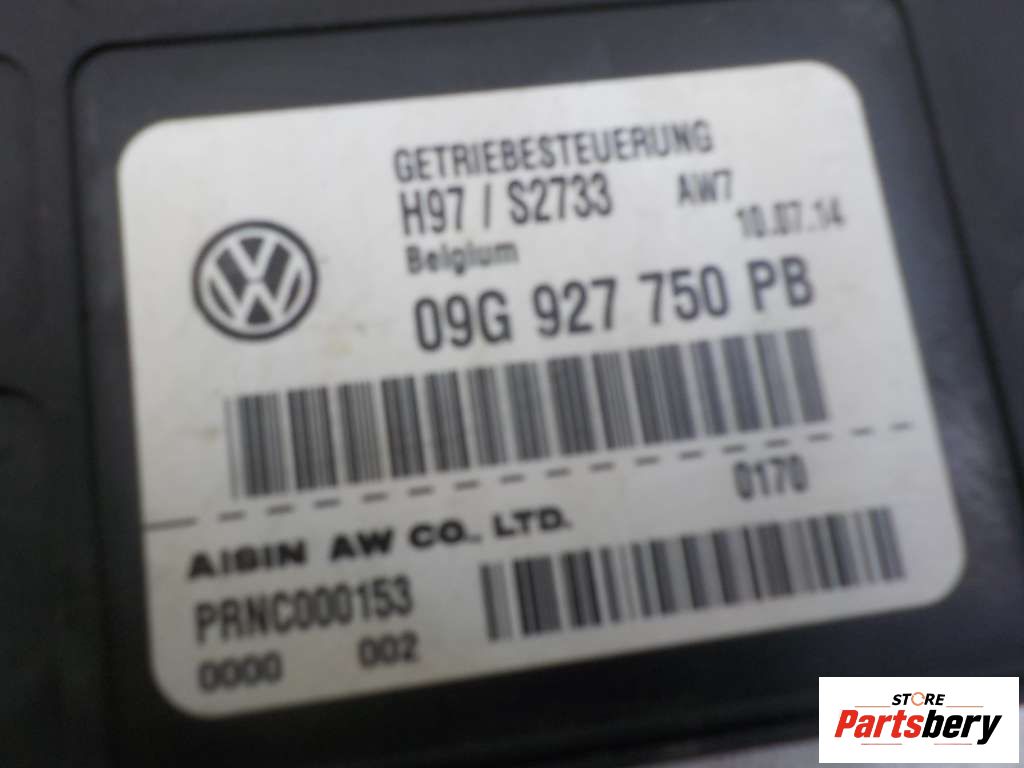 GETRIEBESTEUERUNG
H97 / S2733 AW7
Belgium 10.07.14
09G 927 750 PB
0170
AISIN AW CO., LTD.
PRNC000153
0000 002
STORE
Partsbery